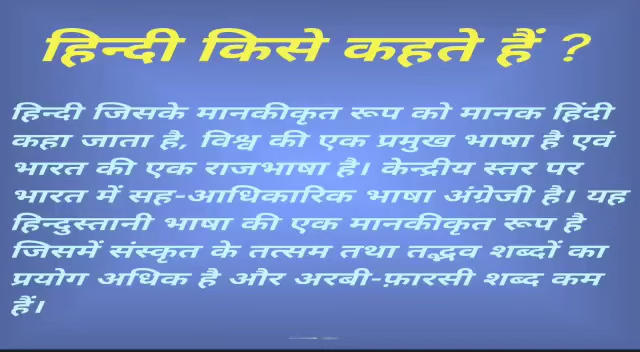 हिन्दी किसे कहते हैं ?
हिन्दी जिसके मानकीकृत रूप को मानक हिंदी
कहा जाता है, विश्व की एक प्रमुख भाषा है एवं
भारत की एक राजभाषा है। केन्द्रीय स्तर पर
भारत में सह-आधिकारिक भाषा अंग्रेजी है। यह
हिन्दुस्तानी भाषा की एक मानकीकृत रूप है
जिसमें संस्कृत के तत्सम तथा तद्भव शब्दों का
प्रयोग अधिक है और अरबी-फ़ारसी शब्द कम
हैं।